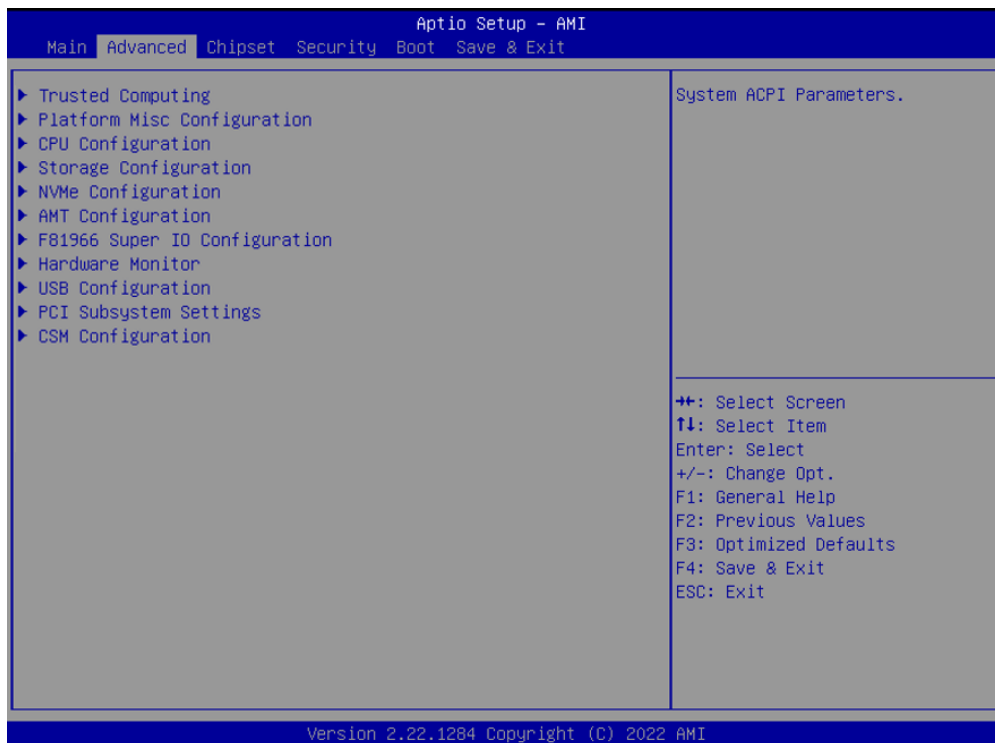 Aptio Setup – AMI
Main Advanced Chipset Security Boot Save & Exit
▶ Trusted Computing
▶ Platform Misc Configuration
▶ CPU Configuration
▶ Storage Configuration
▶ NVMe Configuration
▶ AMT Configuration
▶ F81966 Super IO Configuration
▶ Hardware Monitor
▶ USB Configuration
▶ PCI Subsystem Settings
▶ CSM Configuration
System ACPI Parameters.
→←: Select Screen
↑↓: Select Item
Enter: Select
+/-: Change Opt.
F1: General Help
F2: Previous Values
F3: Optimized Defaults
F4: Save & Exit
ESC: Exit
Version 2.22.1284 Copyright (C) 2022 AMI